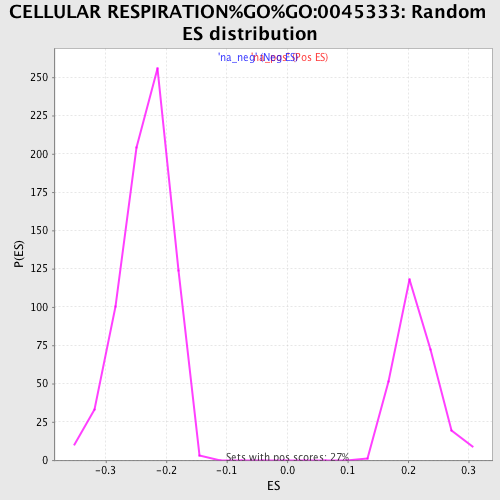 CELLULAR RESPIRATION%GO%GO:0045333: Random
ES distribution
'na_neg' (Neg ES)
'na_pos' (Pos ES)
250
225
200
175
150
125
100
75
50
25
0
P(ES)
Sets with pos scores: 27%
-0.3 -0.2 -0.1 0.0 0.1 0.2 0.3
ES